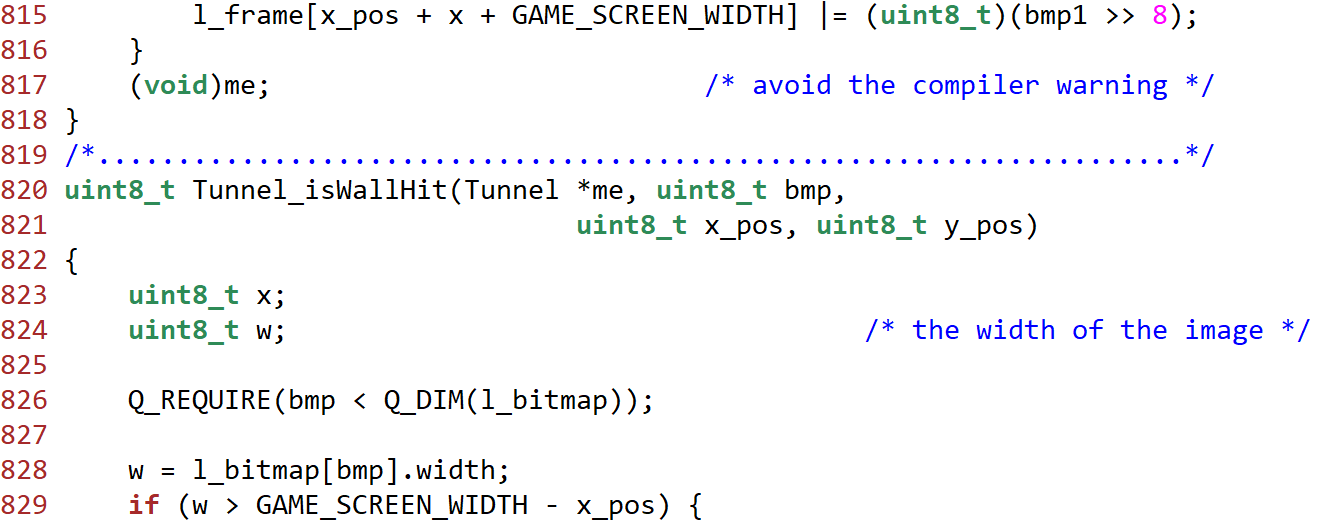 815         l_frame[x_pos + x + GAME_SCREEN_WIDTH] |= (uint8_t)(bmp1 >> 8);
816     }
817     (void)me;                           /* avoid the compiler warning */
818 }
819 /*....................................................................*/
820 uint8_t Tunnel_isWallHit(Tunnel *me, uint8_t bmp,
821                                 uint8_t x_pos, uint8_t y_pos)
822 {
823     uint8_t x;
824     uint8_t w;                                    /* the width of the image */
825
826     Q_REQUIRE(bmp < Q_DIM(l_bitmap));
827
828     w = l_bitmap[bmp].width;
829     if (w > GAME_SCREEN_WIDTH - x_pos) {